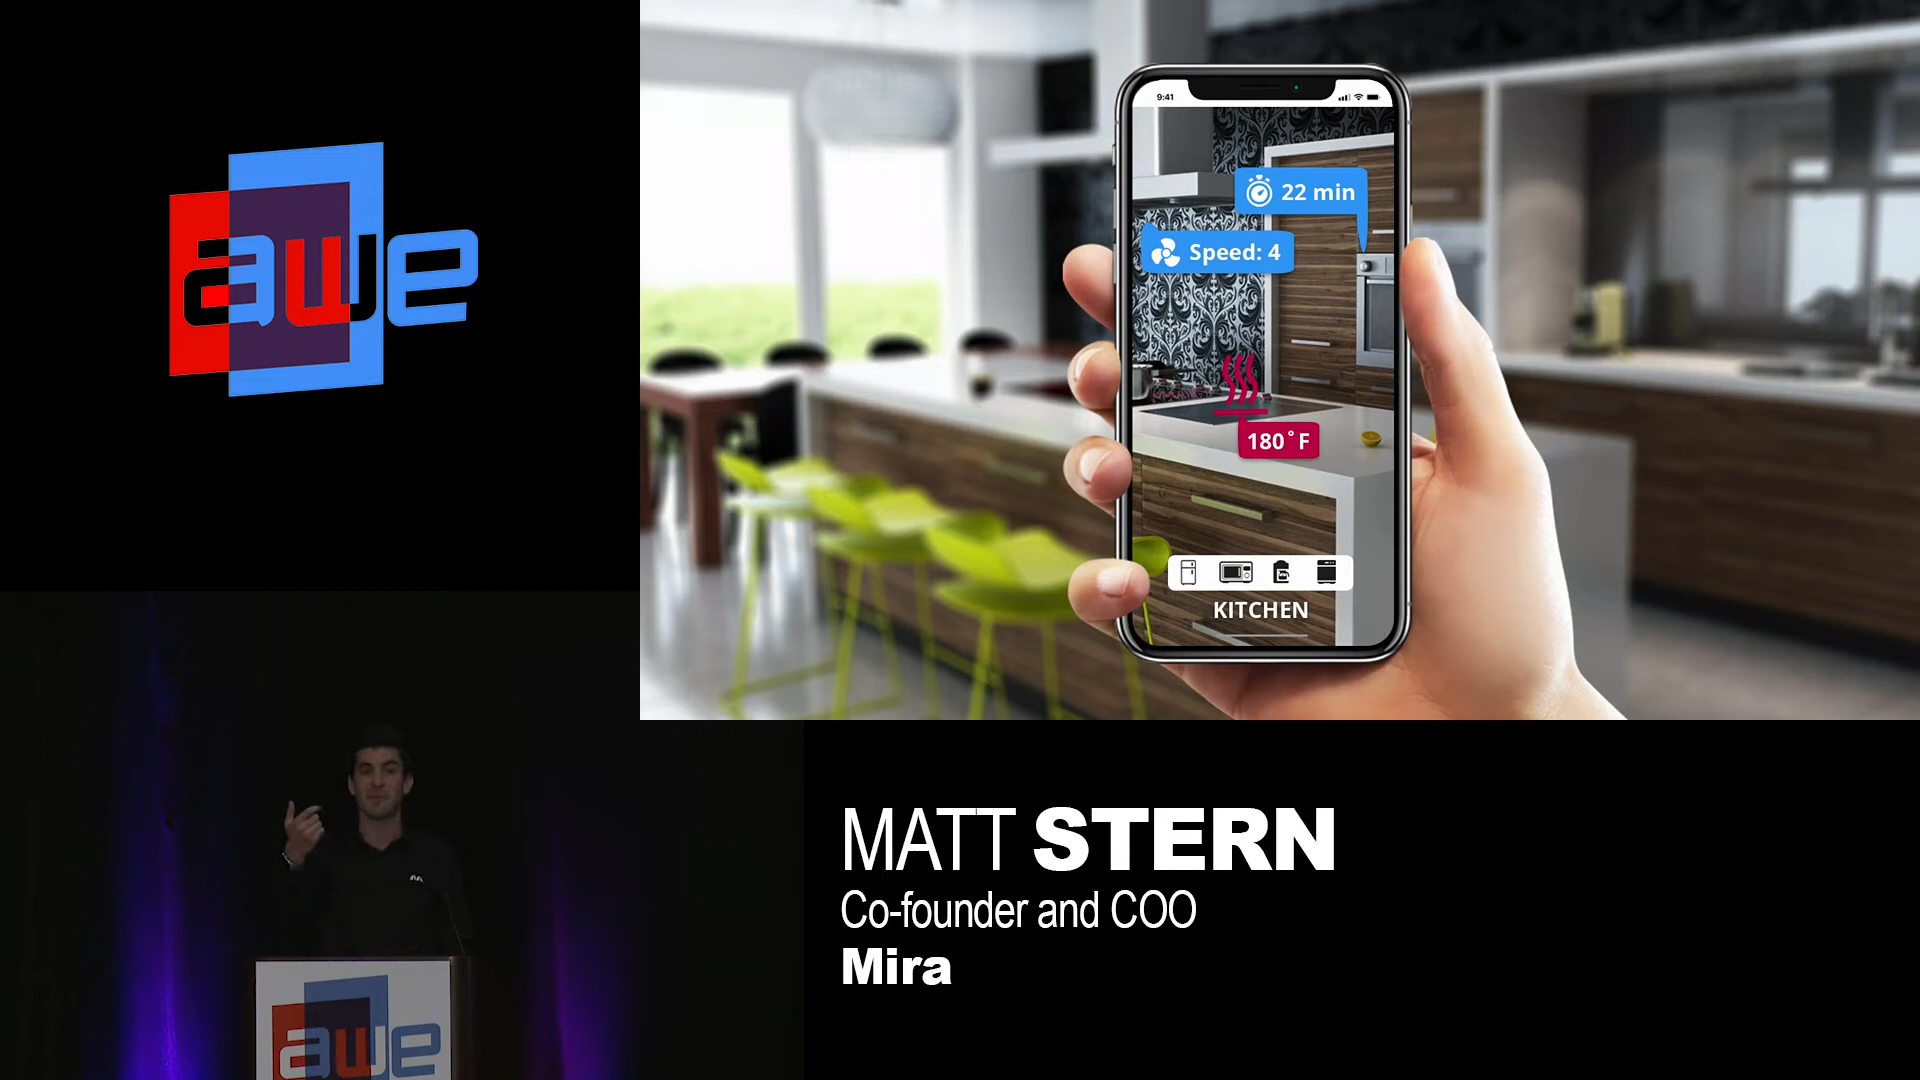 awe
9:41
22 min
Speed: 4
180°F
KITCHEN
MATT STERN
Co-founder and COO
Mira
awe